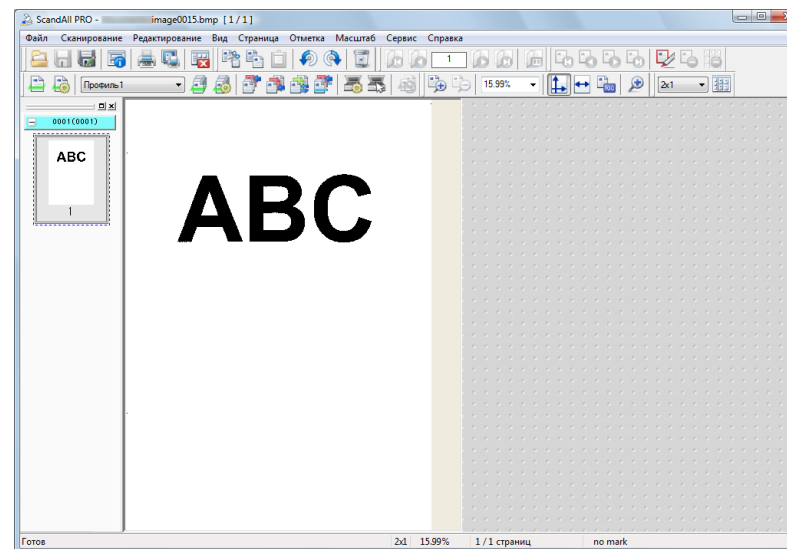 ScandAll PRO - image0015.bmp [1/1]
Файл Сканирование Редактирование Вид Страница Отметка Масштаб Сервис Справка
1
Профиль1 15.99% 100 2x1
0001(0001)
ABC
1
ABC
Готов 2x1 15.99% 1 / 1 страниц no mark